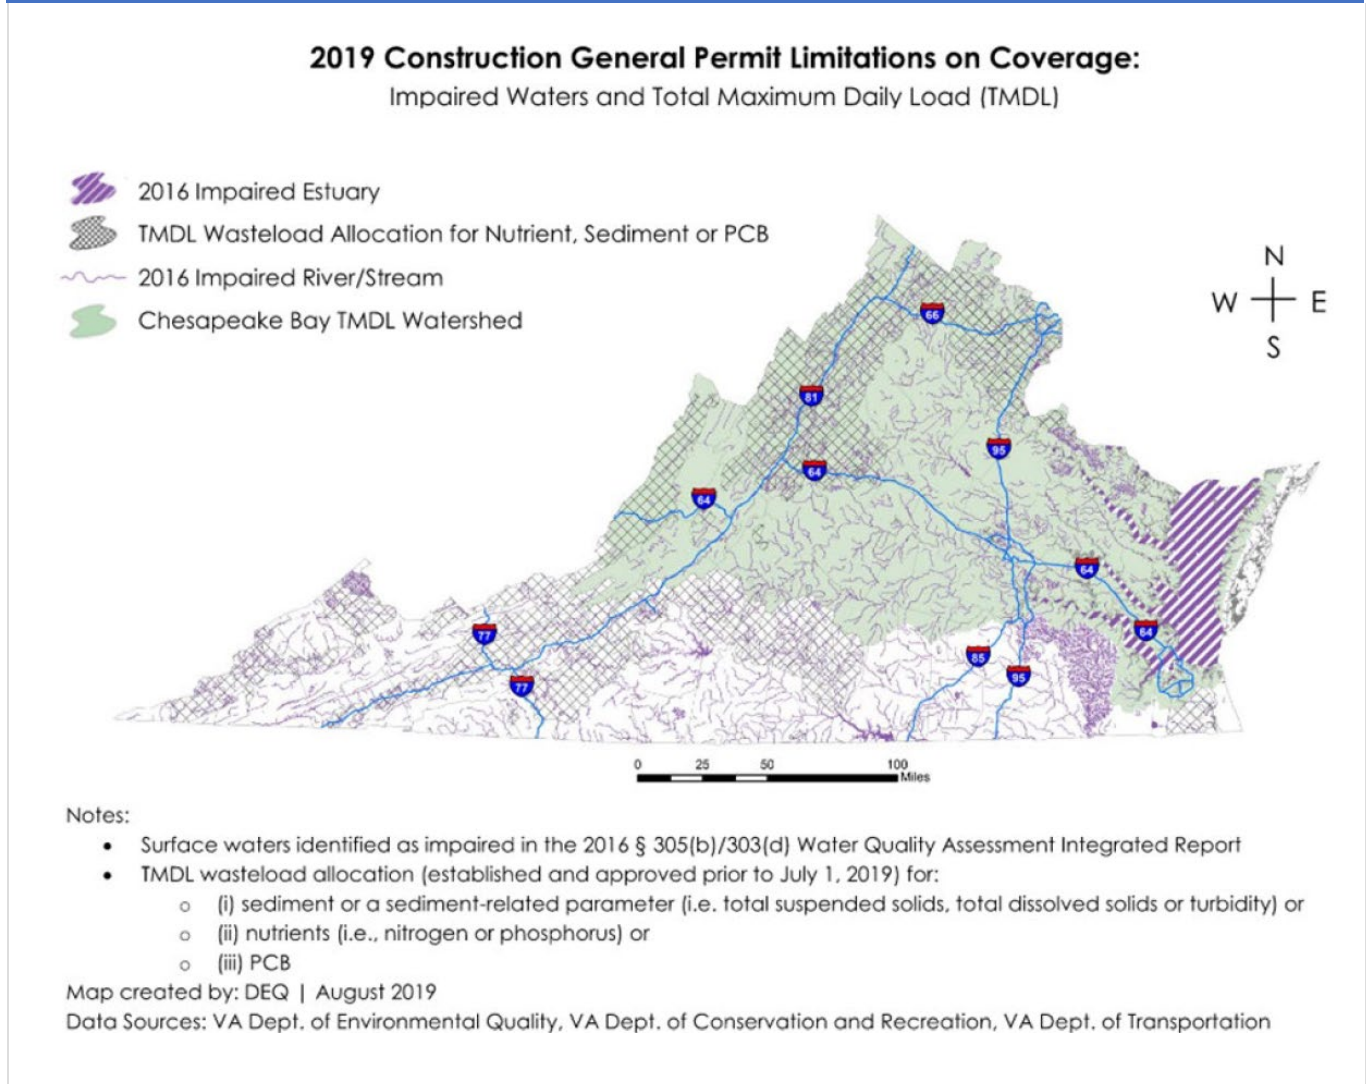 2019 Construction General Permit Limitations on Coverage:
Impaired Waters and Total Maximum Daily Load (TMDL)
2016 Impaired Estuary
TMDL Wasteload Allocation for Nutrient, Sediment or PCB
2016 Impaired River/Stream
Chesapeake Bay TMDL Watershed
N
W E
S
66
81
95
64
64
64
64
77
85
95
77
0 25 50 100
Miles
Notes:
• Surface waters identified as impaired in the 2016 § 305(b)/303(d) Water Quality Assessment Integrated Report
• TMDL wasteload allocation (established and approved prior to July 1, 2019) for:
o (i) sediment or a sediment-related parameter (i.e. total suspended solids, total dissolved solids or turbidity) or
o (ii) nutrients (i.e., nitrogen or phosphorus) or
o (iii) PCB
Map created by: DEQ | August 2019
Data Sources: VA Dept. of Environmental Quality, VA Dept. of Conservation and Recreation, VA Dept. of Transportation